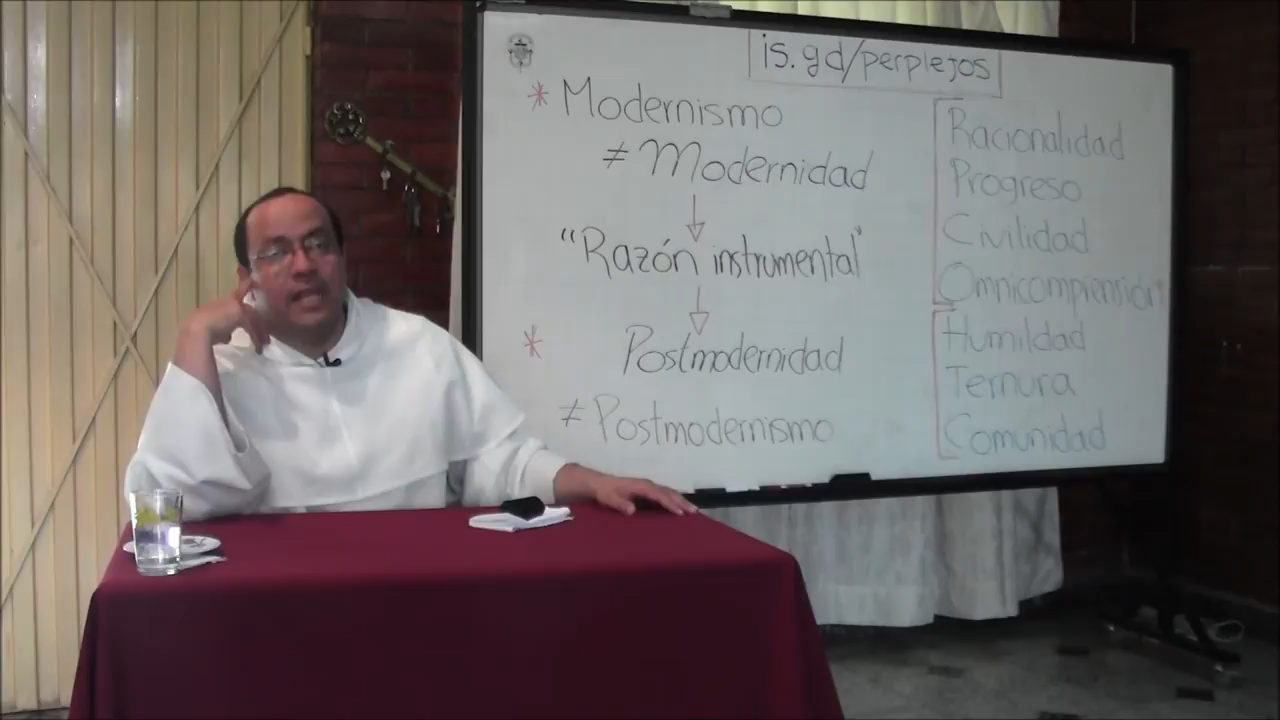 is.gd/perplejos
* Modernismo
≠ Modernidad
"Razón instrumental"
* Postmodernidad
≠ Postmodernismo
Racionalidad
Progreso
Civilidad
Omnicomprensión
Humildad
Ternura
Comunidad